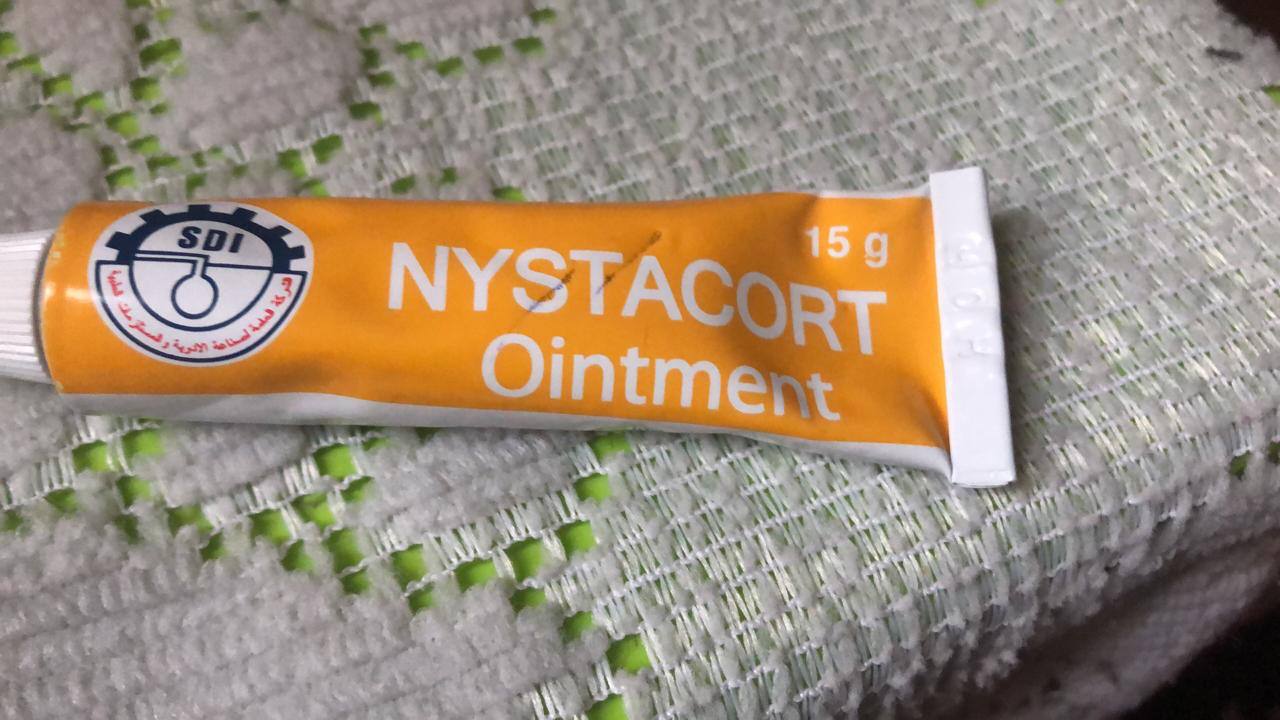 SDI
15 g
NYSTACORT
Ointment